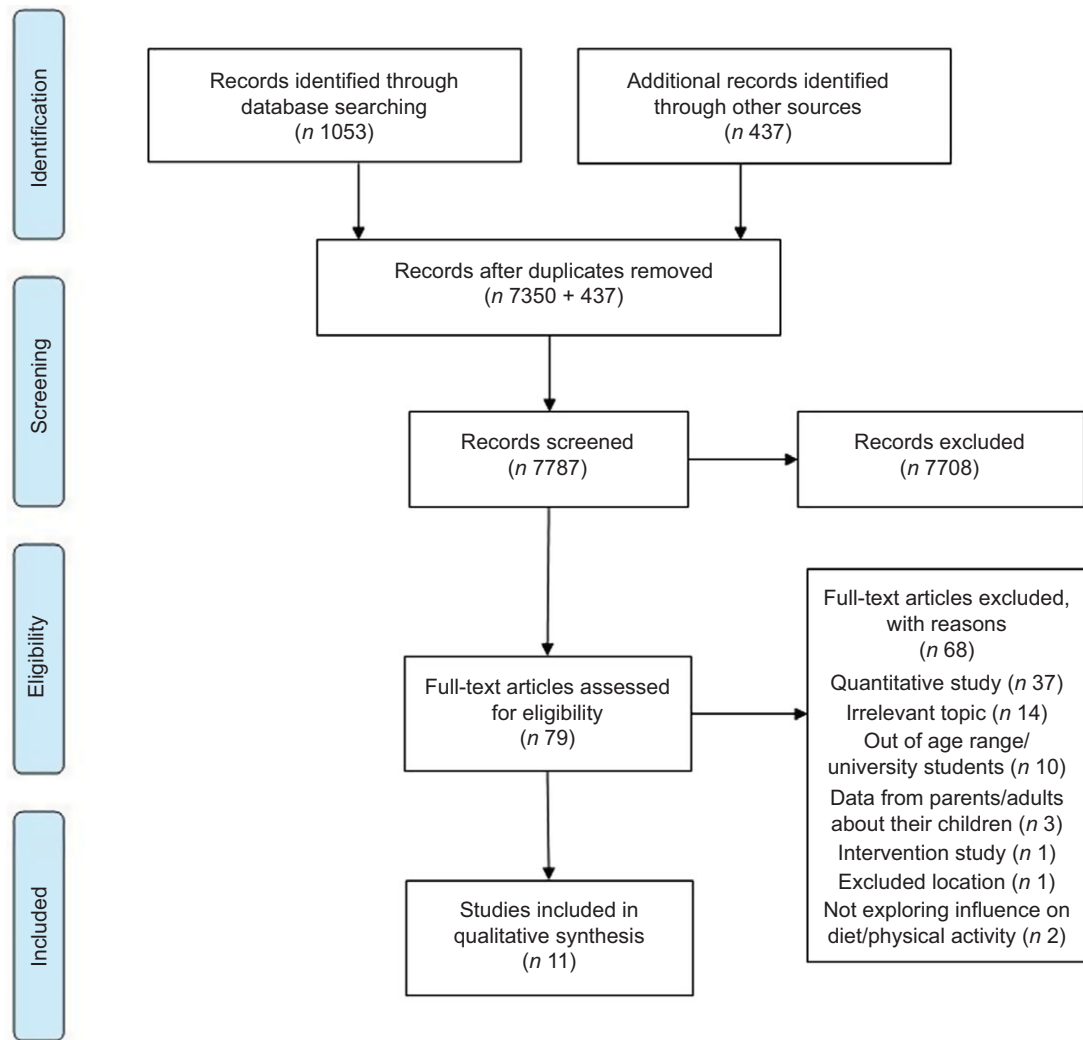 Identification
Records identified through
database searching
(n 1053)
Additional records identified
through other sources
(n 437)
Records after duplicates removed
(n 7350 + 437)
Screening
Records screened
(n 7787)
Records excluded
(n 7708)
Eligibility
Full-text articles assessed
for eligibility
(n 79)
Full-text articles excluded,
with reasons
(n 68)
Quantitative study (n 37)
Irrelevant topic (n 14)
Out of age range/
university students (n 10)
Data from parents/adults
about their children (n 3)
Intervention study (n 1)
Excluded location (n 1)
Not exploring influence on
diet/physical activity (n 2)
Included
Studies included in
qualitative synthesis
(n 11)